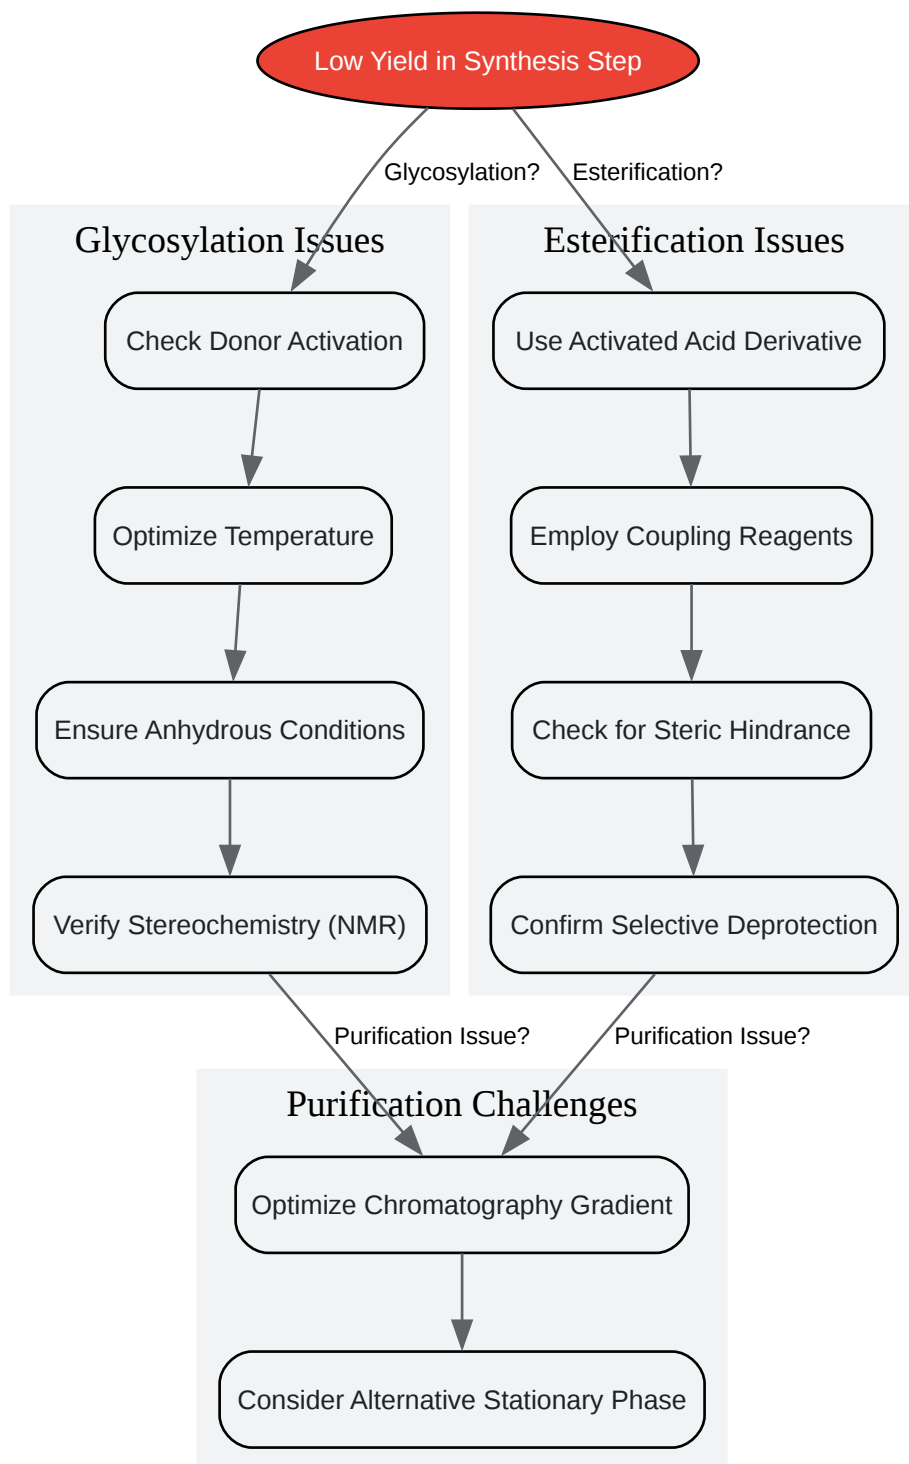 Low Yield in Synthesis Step
Glycosylation?
Esterification?
Glycosylation Issues
Esterification Issues
Check Donor Activation
Use Activated Acid Derivative
Optimize Temperature
Employ Coupling Reagents
Ensure Anhydrous Conditions
Check for Steric Hindrance
Verify Stereochemistry (NMR)
Confirm Selective Deprotection
Purification Issue?
Purification Issue?
Purification Challenges
Optimize Chromatography Gradient
Consider Alternative Stationary Phase